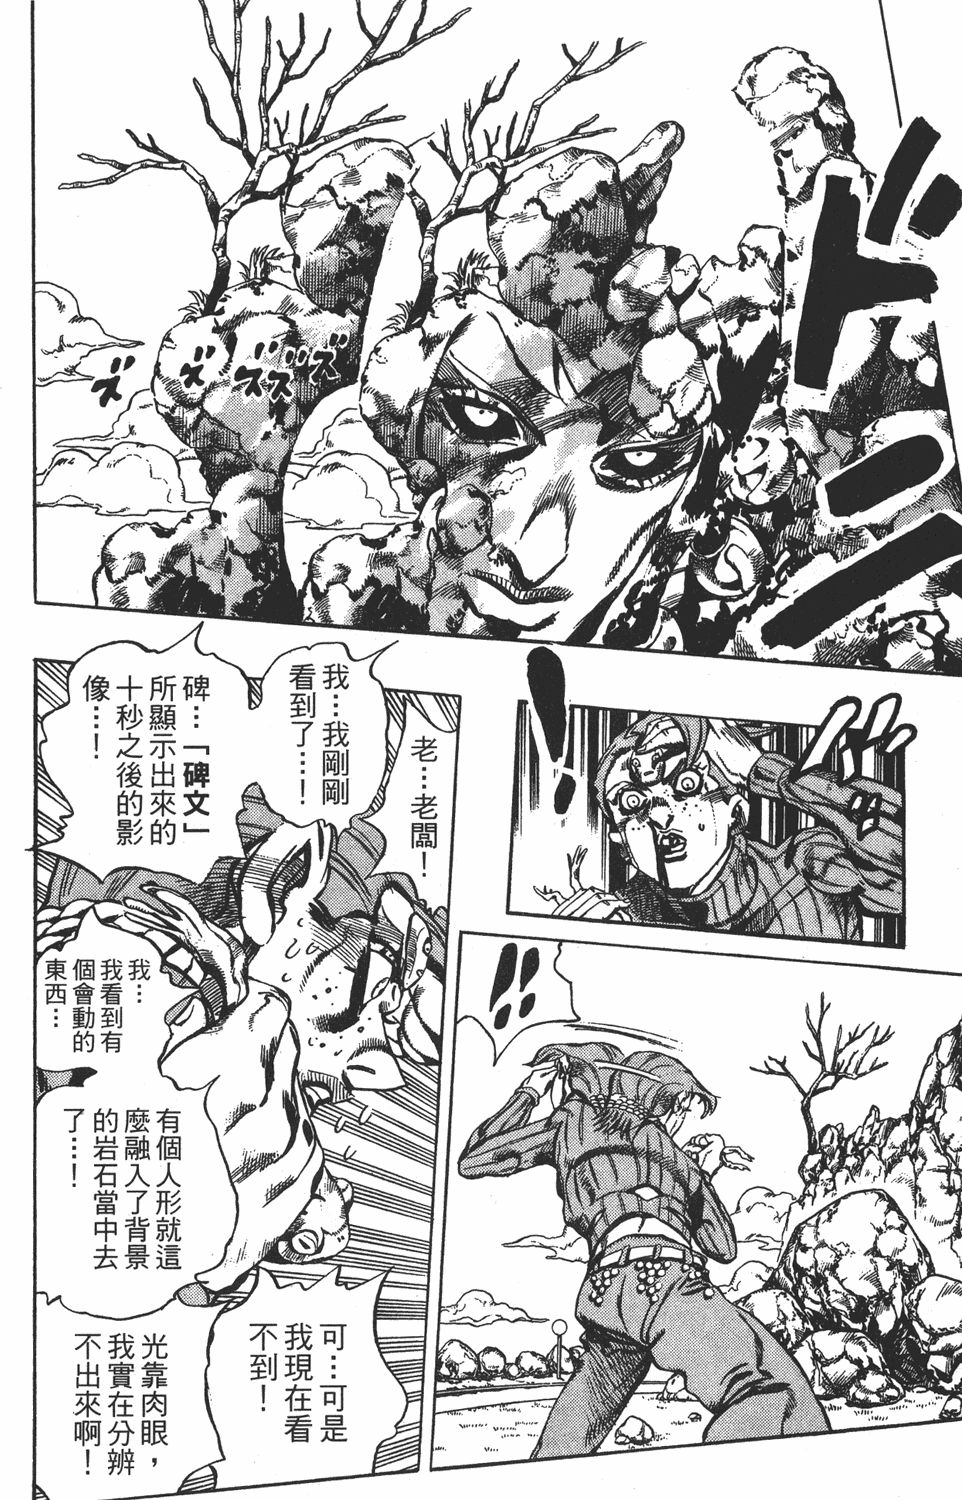 ドドン
ズ
ズ
ズ
ズ
ズ
！
バッ
！！
老…老闆！
我…我剛剛
看到了…！
碑…「碑文」
所顯示出來的
十秒之後的影
像…！
我…
我看到有
個會動的
東西…
有個人形就這
麼融入了背景
的岩石當中去
了…！
可…可是
我現在看
不到！
光靠肉眼，
我實在分辨
不出來啊！